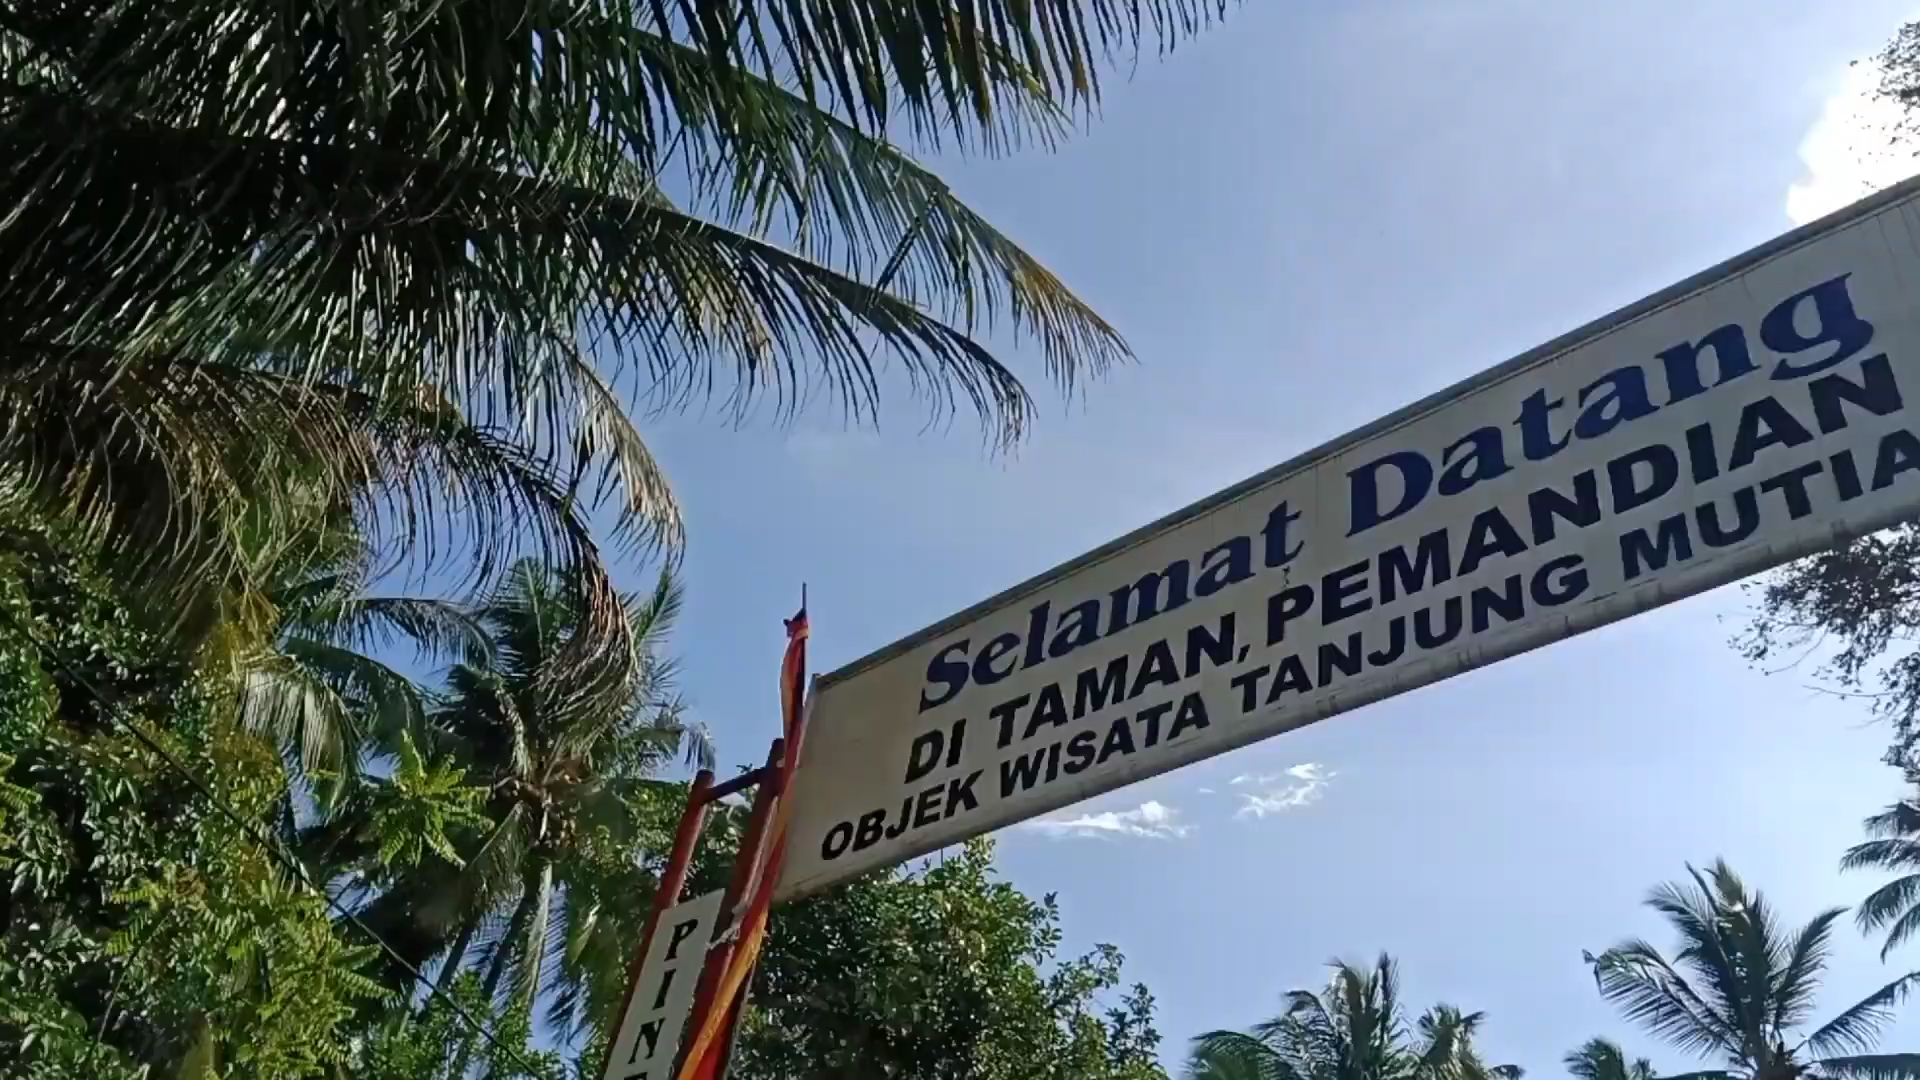 Selamat Datang
DI TAMAN, PEMANDIAN
OBJEK WISATA TANJUNG MUTIA
PIN